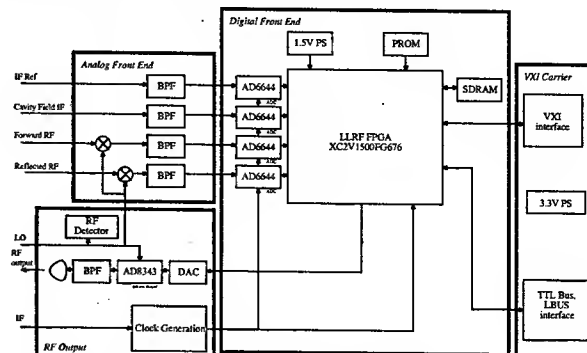 Digital Front End
1.5V PS
PROM
Analog Front End
VXI Carrier
IF Ref
BPF
AD6644
ADC
SDRAM
Cavity Field IF
BPF
AD6644
ADC
LLRF FPGA
XC2V1500FG676
VXI
interface
Forward RF
BPF
AD6644
ADC
Reflected RF
BPF
AD6644
ADC
3.3V PS
RF
Detector
LO
RF
output
BPF
AD8343
DAC
TTL Bus,
LBUS
interface
IF
Clock Generation
RF Output